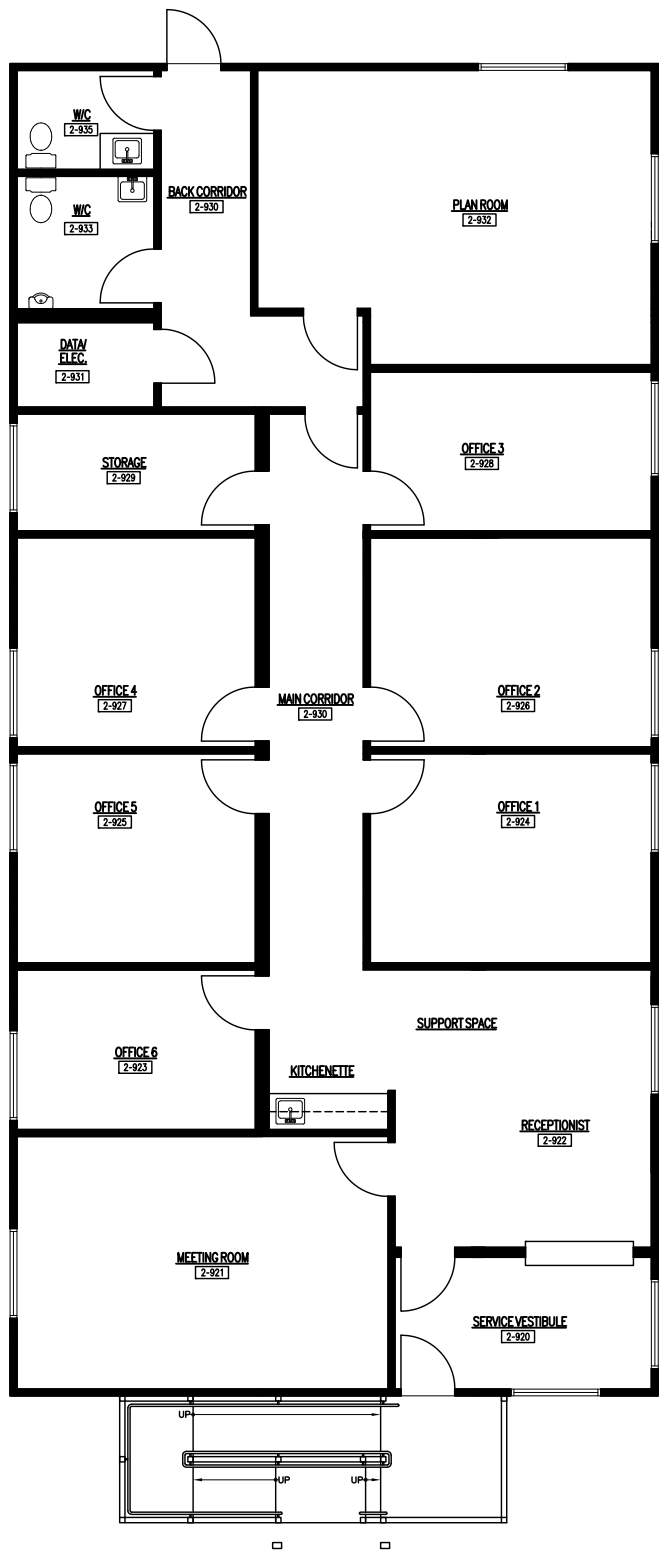 W/C
2-935
W/C
2-933
BACK CORRIDOR
2-930
PLAN ROOM
2-932
DATA/
ELEC.
2-931
STORAGE
2-929
OFFICE 3
2-928
OFFICE 4
2-927
MAIN CORRIDOR
2-930
OFFICE 2
2-926
OFFICE 5
2-925
OFFICE 1
2-924
OFFICE 6
2-923
SUPPORT SPACE
KITCHENETTE
RECEPTIONIST
2-922
MEETING ROOM
2-921
SERVICE VESTIBULE
2-920
UP
UP
UP